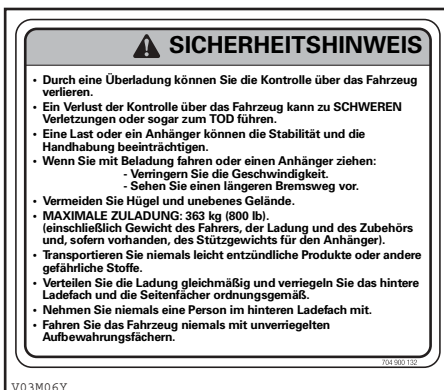 SICHERHEITSHINWEIS
• Durch eine Überladung können Sie die Kontrolle über das Fahrzeug
verlieren.
• Ein Verlust der Kontrolle über das Fahrzeug kann zu SCHWEREN
Verletzungen oder sogar zum TOD führen.
• Eine Last oder ein Anhänger können die Stabilität und die
Handhabung beeinträchtigen.
• Wenn Sie mit Beladung fahren oder einen Anhänger ziehen:
- Verringern Sie die Geschwindigkeit.
- Sehen Sie einen längeren Bremsweg vor.
• Vermeiden Sie Hügel und unebenes Gelände.
• MAXIMALE ZULADUNG: 363 kg (800 lb).
(einschließlich Gewicht des Fahrers, der Ladung und des Zubehörs
und, sofern vorhanden, des Stützgewichts für den Anhänger).
• Transportieren Sie niemals leicht entzündliche Produkte oder andere
gefährliche Stoffe.
• Verteilen Sie die Ladung gleichmäßig und verriegeln Sie das hintere
Ladefach und die Seitenfächer ordnungsgemäß.
• Nehmen Sie niemals eine Person im hinteren Ladefach mit.
• Fahren Sie das Fahrzeug niemals mit unverriegelten
Aufbewahrungsfächern.
704 900 132
V03M06Y